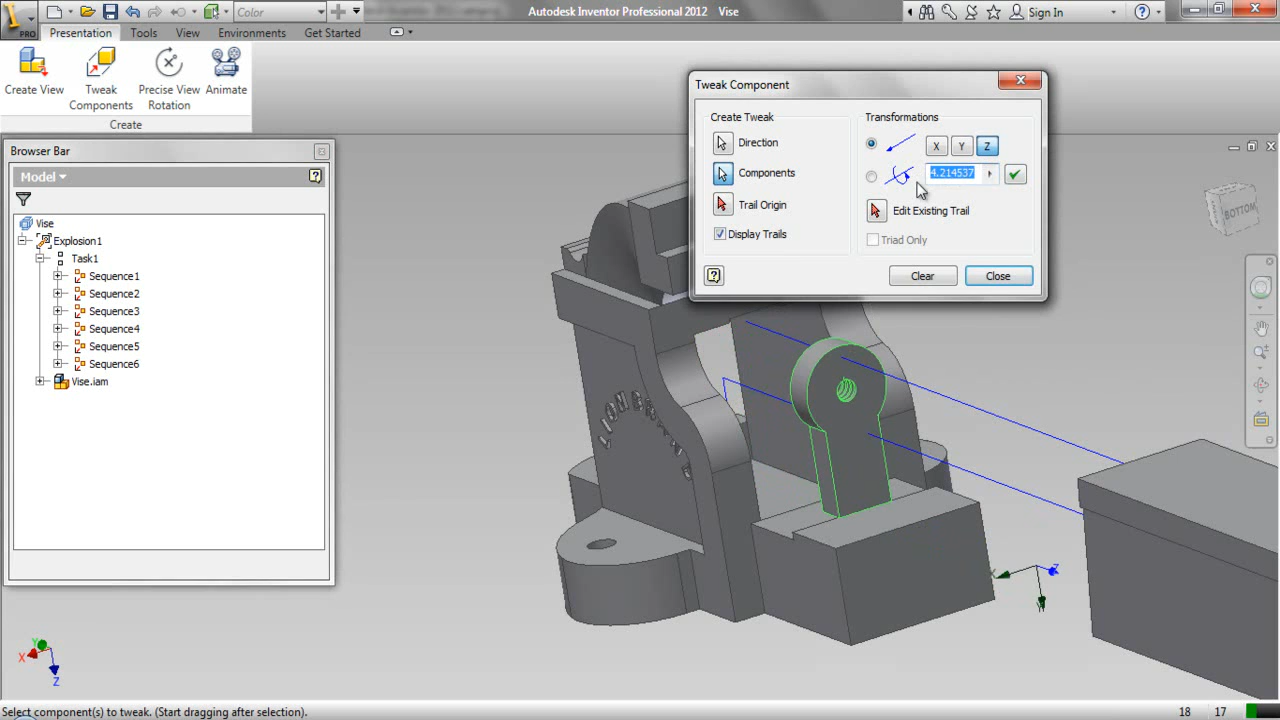 Color
Autodesk Inventor Professional 2012 Vise
Sign In
PRO
Presentation Tools View Environments Get Started
Create View
Tweak Components
Precise View Rotation
Animate
Create
Browser Bar
Model
Vise
Explosion1
Task1
Sequence1
Sequence2
Sequence3
Sequence4
Sequence5
Sequence6
Vise.iam
Tweak Component
Create Tweak
Direction
Components
Trail Origin
Display Trails
Transformations
X Y Z
4.214537
Edit Existing Trail
Triad Only
Clear Close
BOTTOM
Z
Y
Y
X
Z
Select component(s) to tweak. (Start dragging after selection).
18 17